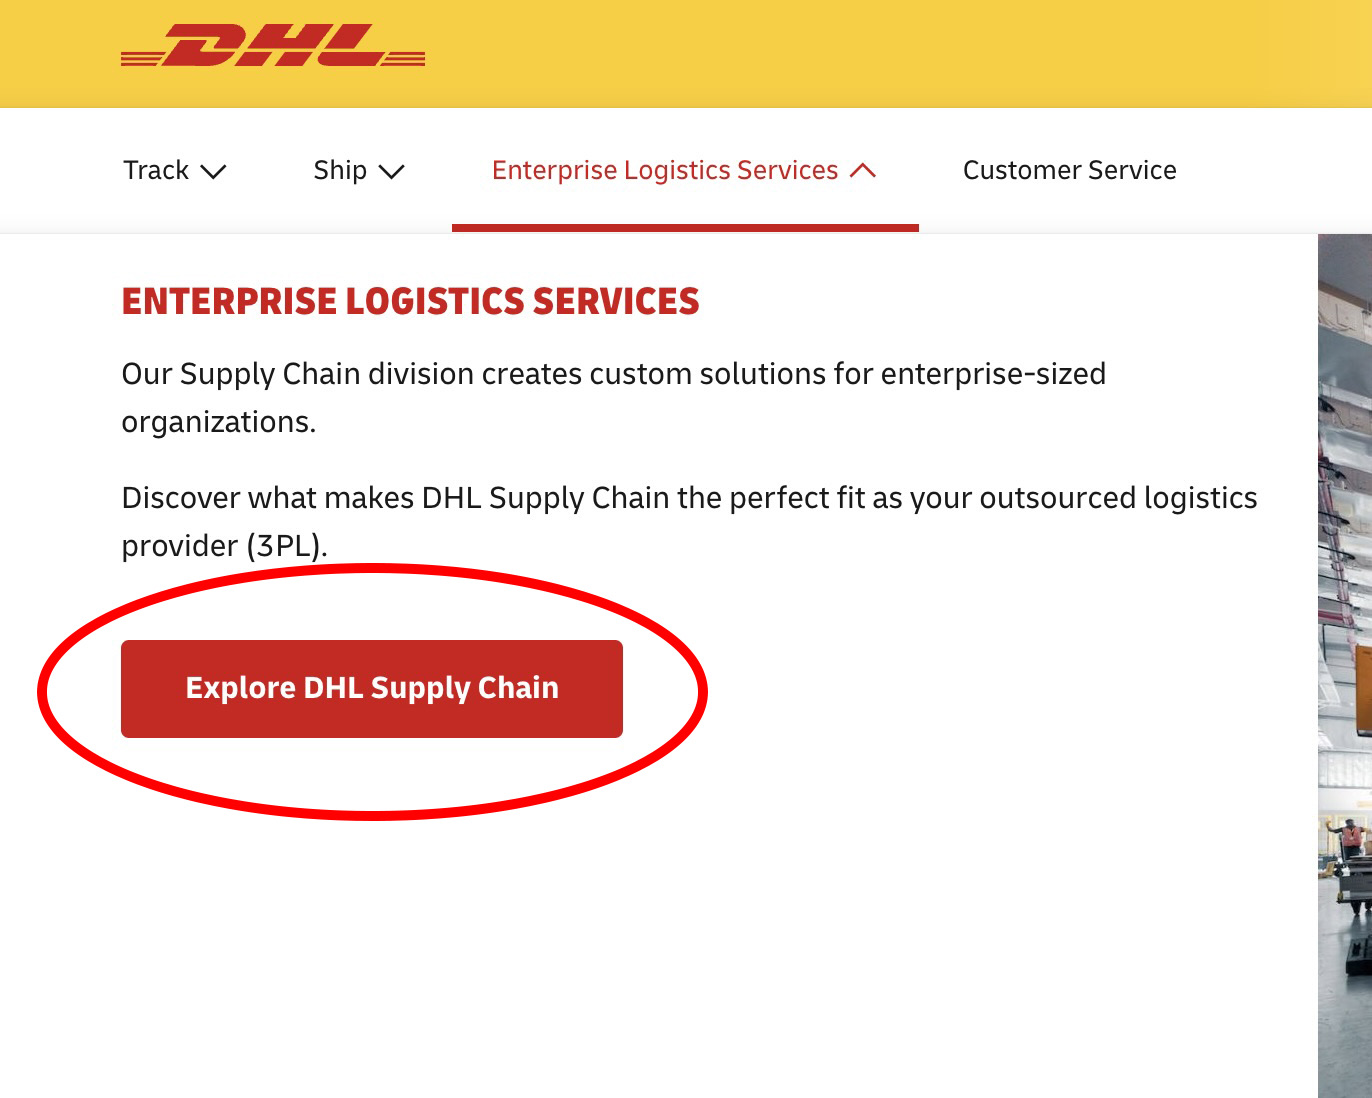 DHL
Track
Ship
Enterprise Logistics Services
Customer Service
ENTERPRISE LOGISTICS SERVICES
Our Supply Chain division creates custom solutions for enterprise-sized
organizations.
Discover what makes DHL Supply Chain the perfect fit as your outsourced logistics
provider (3PL).
Explore DHL Supply Chain